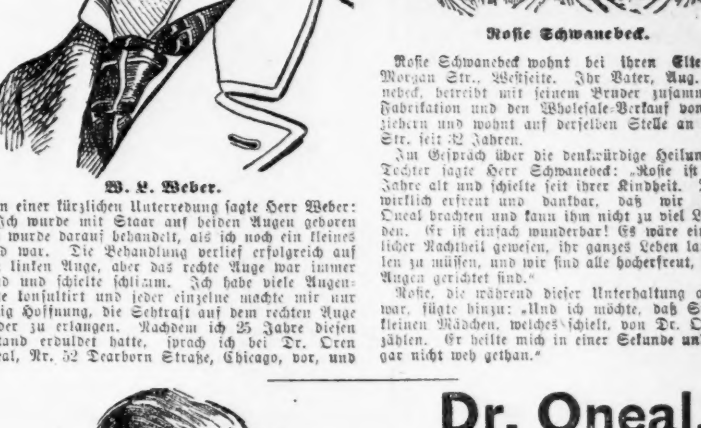 W. L. Weber.
n einer kürzlichen Unterredung sagte Herr Weber:
Ich wurde mit Staar auf beiden Augen geboren
wurde darauf behandelt, als ich noch ein kleines
d war. Die Behandlung verlief erfolgreich auf
linken Auge, aber das rechte Auge war immer
d und schielte schlimm. Ich habe viele Augen-
e konsultirt und jeder einzelne machte mir nur
ig Hoffnung, die Sehkraft auf dem rechten Auge
der zu erlangen. Nachdem ich 25 Jahre diesen
tand erduldet hatte, sprach ich bei Dr. Oren
eal, Nr. 52 Dearborn Straße, Chicago, vor, und
Rosie Schwanebeck.
Rosie Schwanebeck wohnt bei ihren Elte
Morgan Str., Westseite. Ihr Vater, Aug.
nebeck, betreibt mit seinem Bruder zusamm
Fabrikation und den Wholesale-Verkauf von
ziehern und wohnt auf derselben Stelle an
Str. seit 32 Jahren.
Im Gespräch über die denkwürdige Heilun
Tochter sagte Herr Schwanebeck: „Rosie ist
Jahre alt und schielte seit ihrer Kindheit.
wirklich erfreut und dankbar, daß wir
Oneal brachten und kann ihm nicht zu viel L
den. Er ist einfach wunderbar! Es wäre ein
licher Nachtheil gewesen, ihr ganzes Leben la
len zu müssen, und wir sind alle hocherfreut,
Augen gerichtet sind.“
Rosie, die während dieser Unterhaltung a
war, fügte hinzu: „Und ich möchte, daß S
kleinen Mädchen, welches schielt, von Dr. O
zählen. Er heilte mich in einer Sekunde un
gar nicht weh gethan.“
Dr. Oneal.